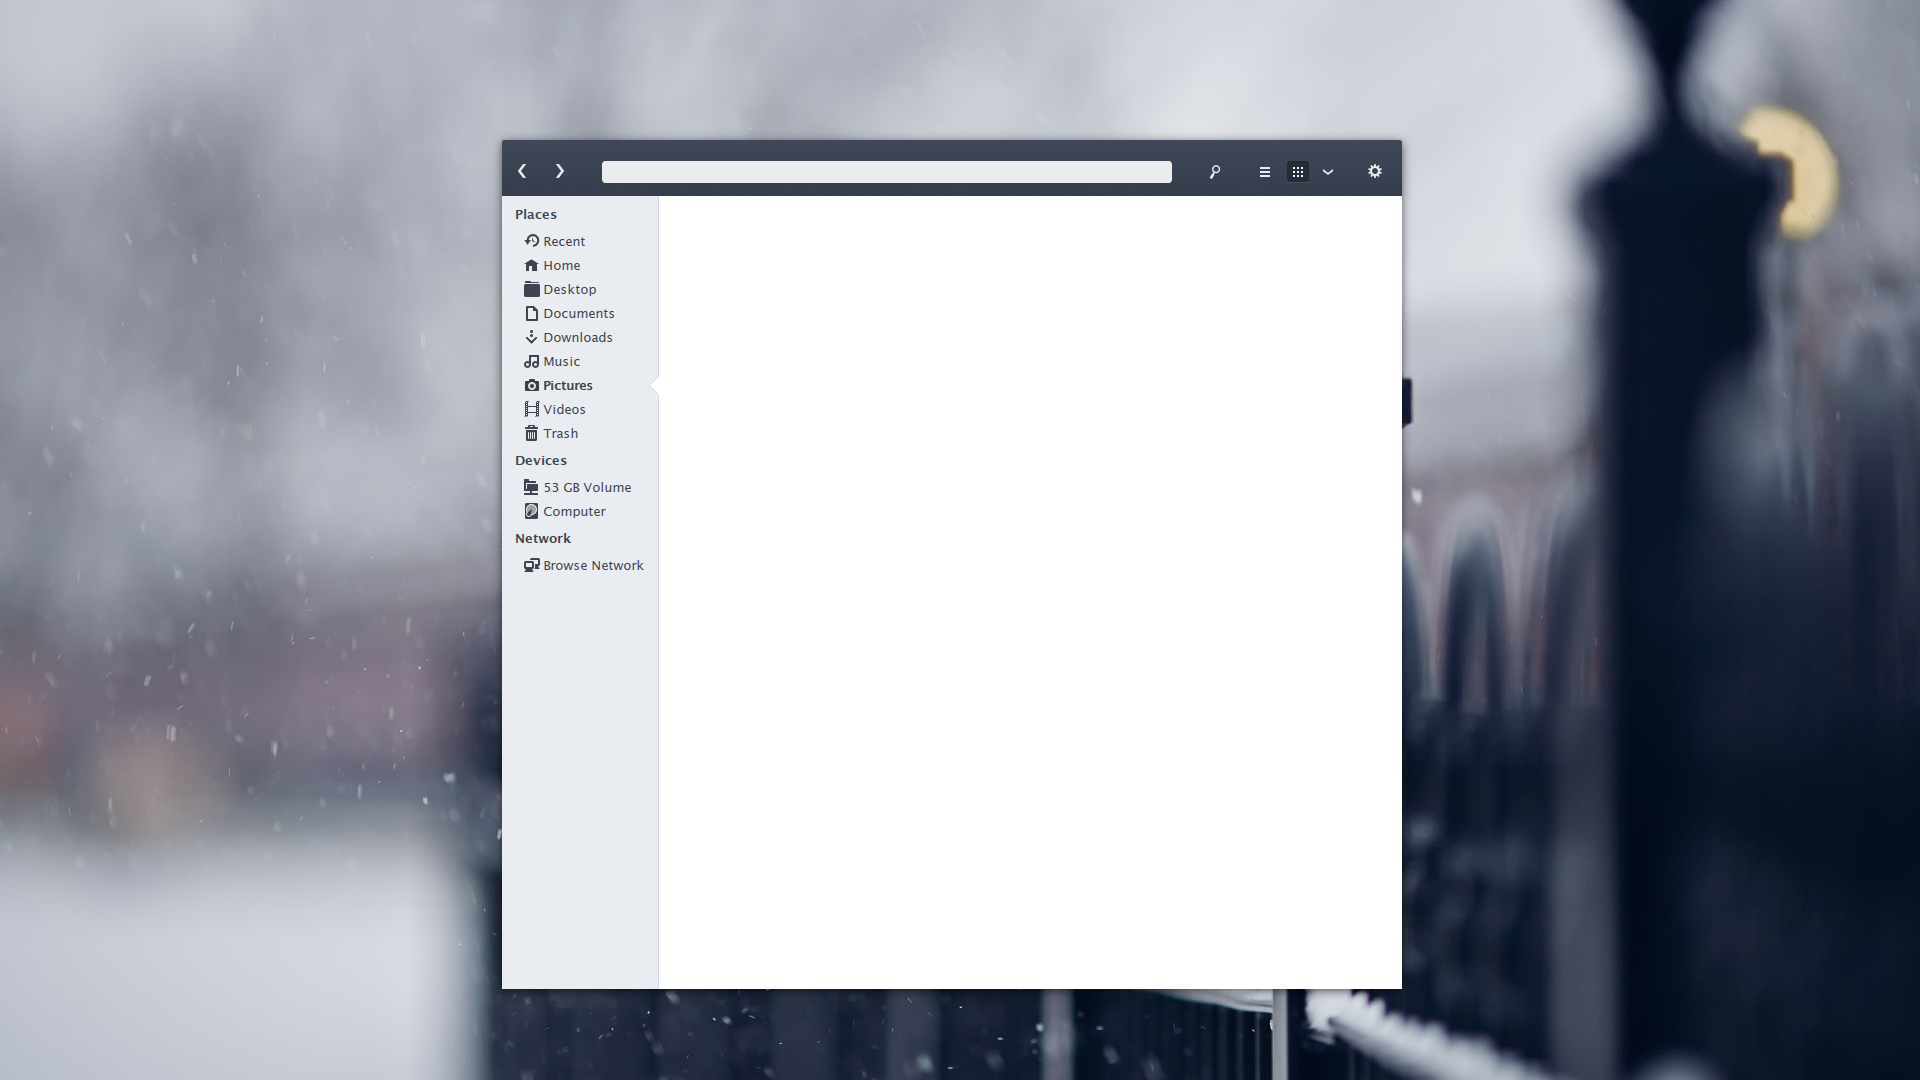 Places
Recent
Home
Desktop
Documents
Downloads
Music
Pictures
Videos
Trash
Devices
53 GB Volume
Computer
Network
Browse Network